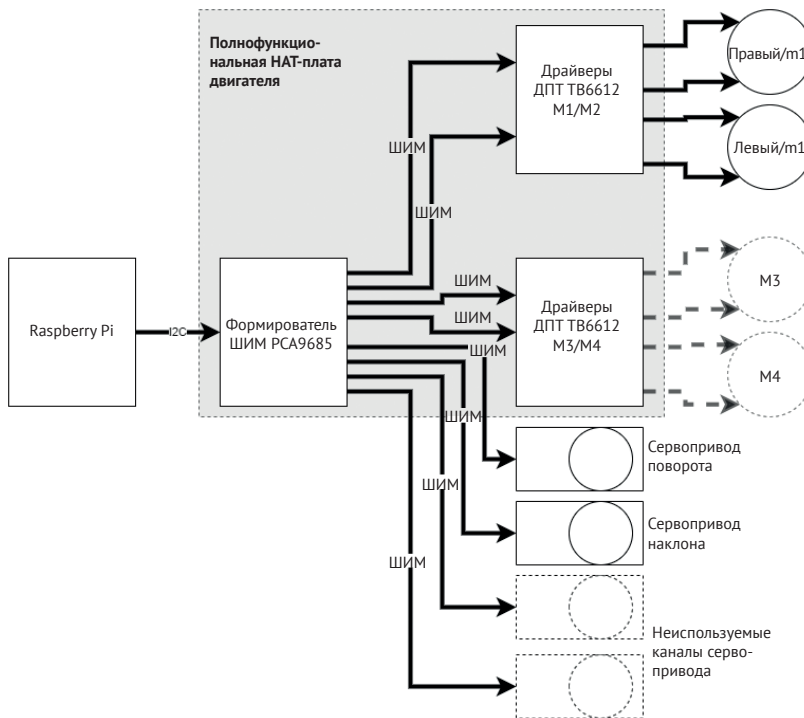 Полнофункцио-
нальная HAT-плата
двигателя
Драйверы
ДПТ TB6612
M1/M2
Правый/m1
Левый/m1
ШИМ
ШИМ
Raspberry Pi
I2C
Формирователь
ШИМ PCA9685
ШИМ
ШИМ
ШИМ
Драйверы
ДПТ TB6612
M3/M4
M3
M4
ШИМ
Сервопривод
поворота
ШИМ
Сервопривод
наклона
ШИМ
Неиспользуемые
каналы серво-
привода